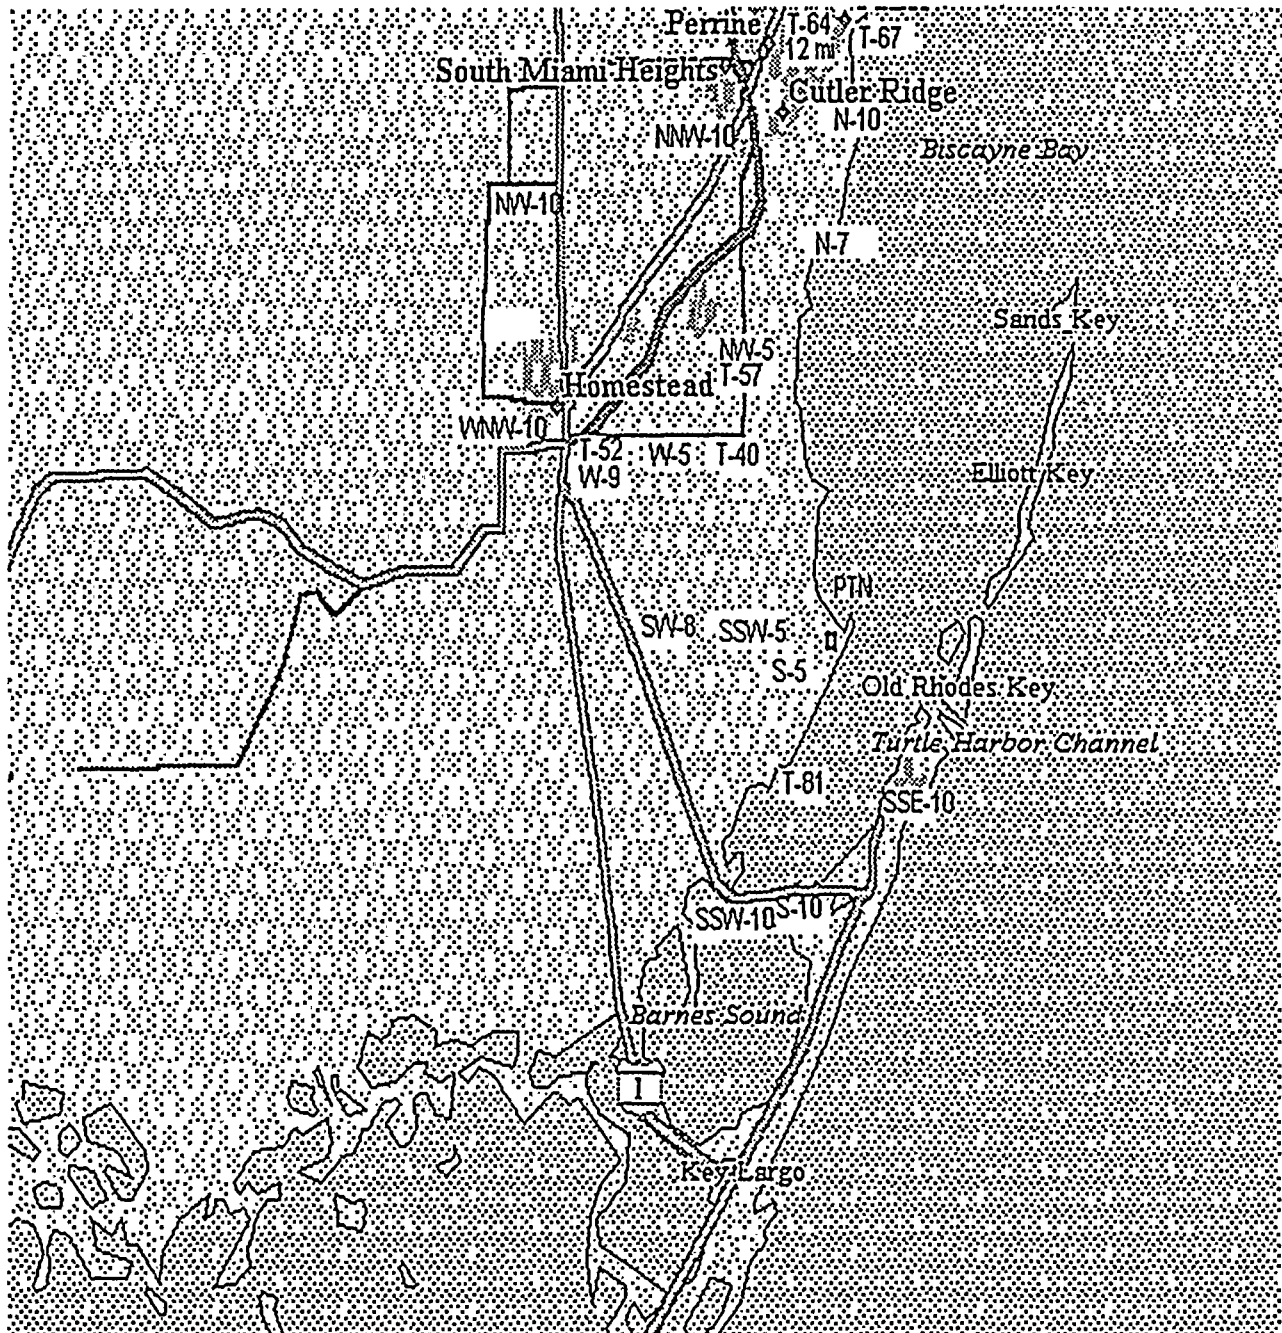 Perrine
T-64
12 mi
T-67
South Miami Heights
Cutler Ridge
N-10
NNW-10
Biscayne Bay
NW-10
N-7
Sands Key
NW-5
T-57
Homestead
WNW-10
T-52
W-9
W-5
T-40
Elliott Key
PTN
SW-8
SSW-5
S-5
Old Rhodes Key
Turtle Harbor Channel
T-81
SSE-10
SSW-10
S-10
Barnes Sound
1
Key Largo